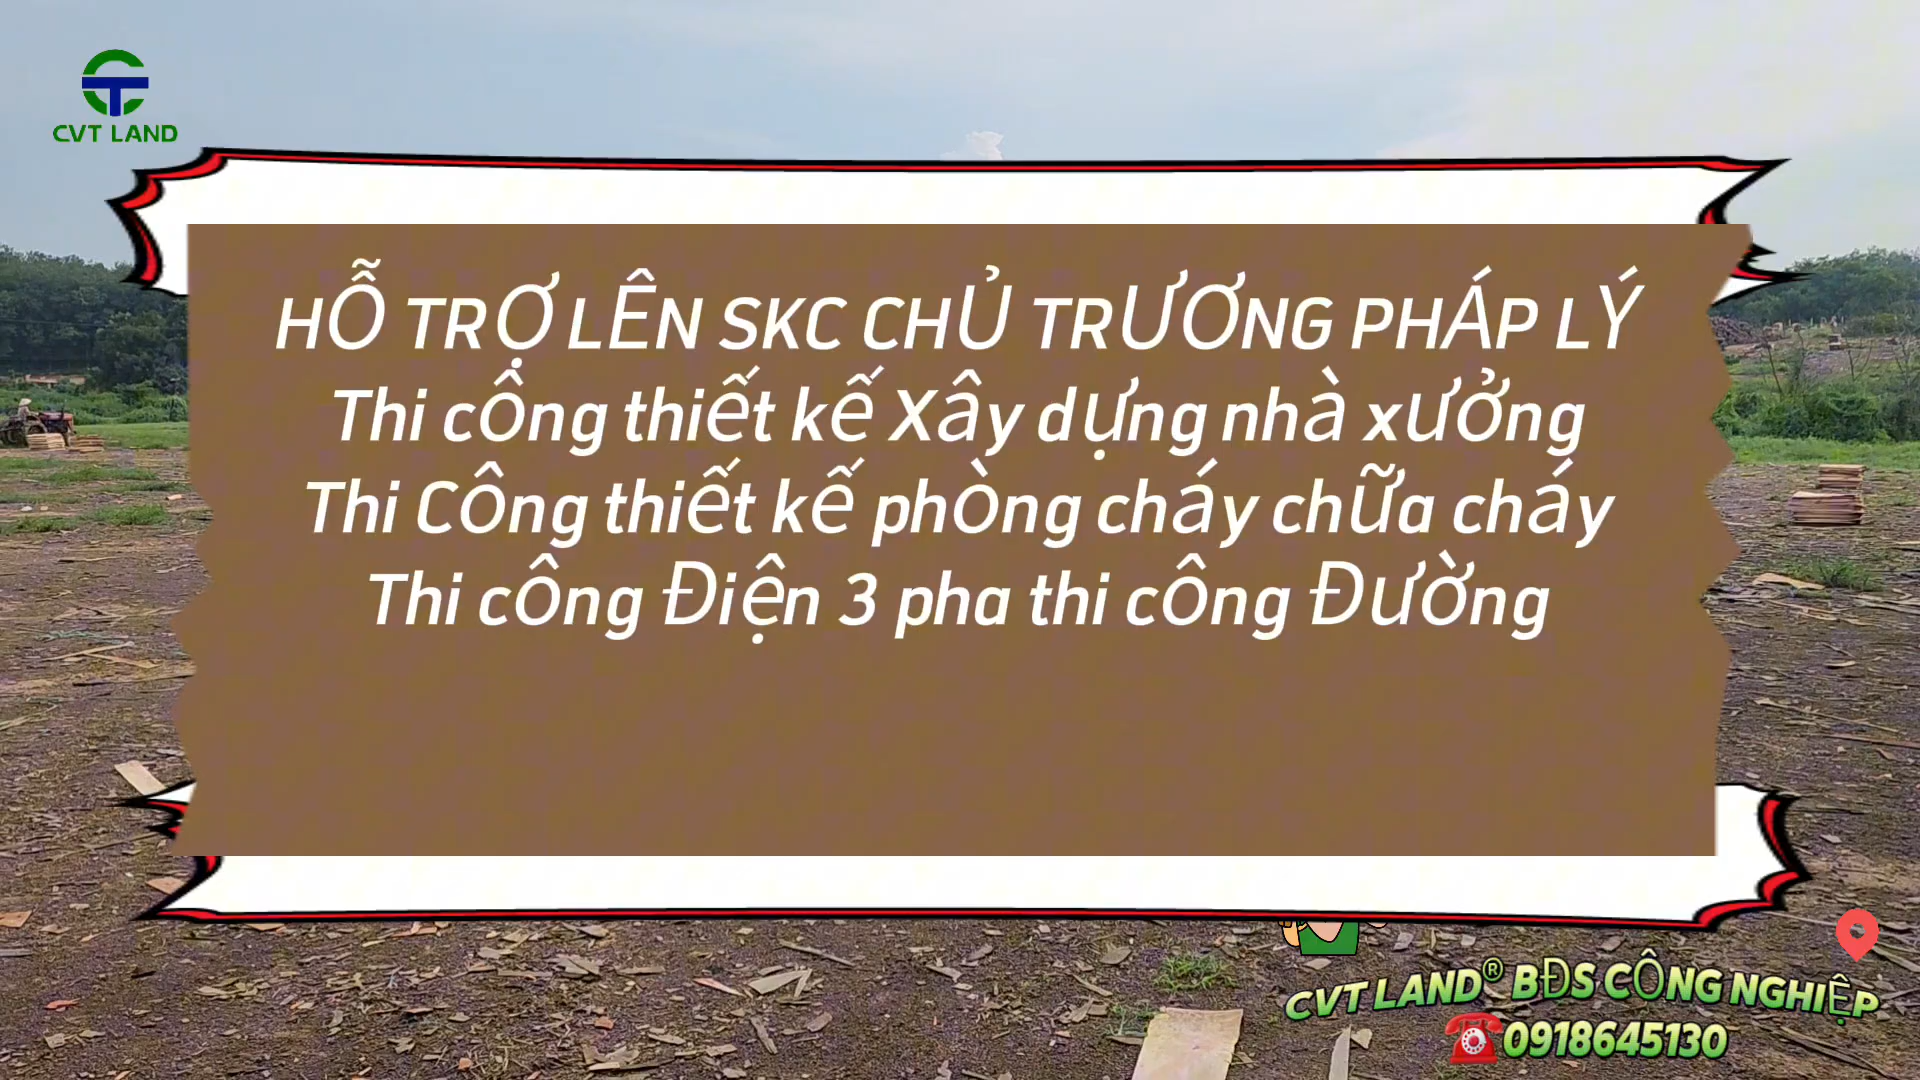 CVT LAND
HỖ TRỢ LÊN SKC CHỦ TRƯƠNG PHÁP LÝ
Thi công thiết kế Xây dựng nhà xưởng
Thi Công thiết kế phòng cháy chữa cháy
Thi công Điện 3 pha thi công Đường
CVT LAND® BĐS CÔNG NGHIỆP
☎0918645130